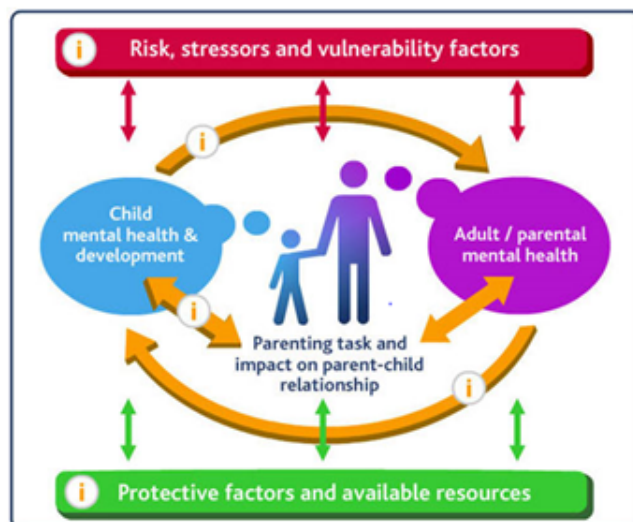 i Risk, stressors and vulnerability factors
i
Child
mental health &
development
Adult / parental
mental health
i
Parenting task and
impact on parent-child
relationship
i
i Protective factors and available resources